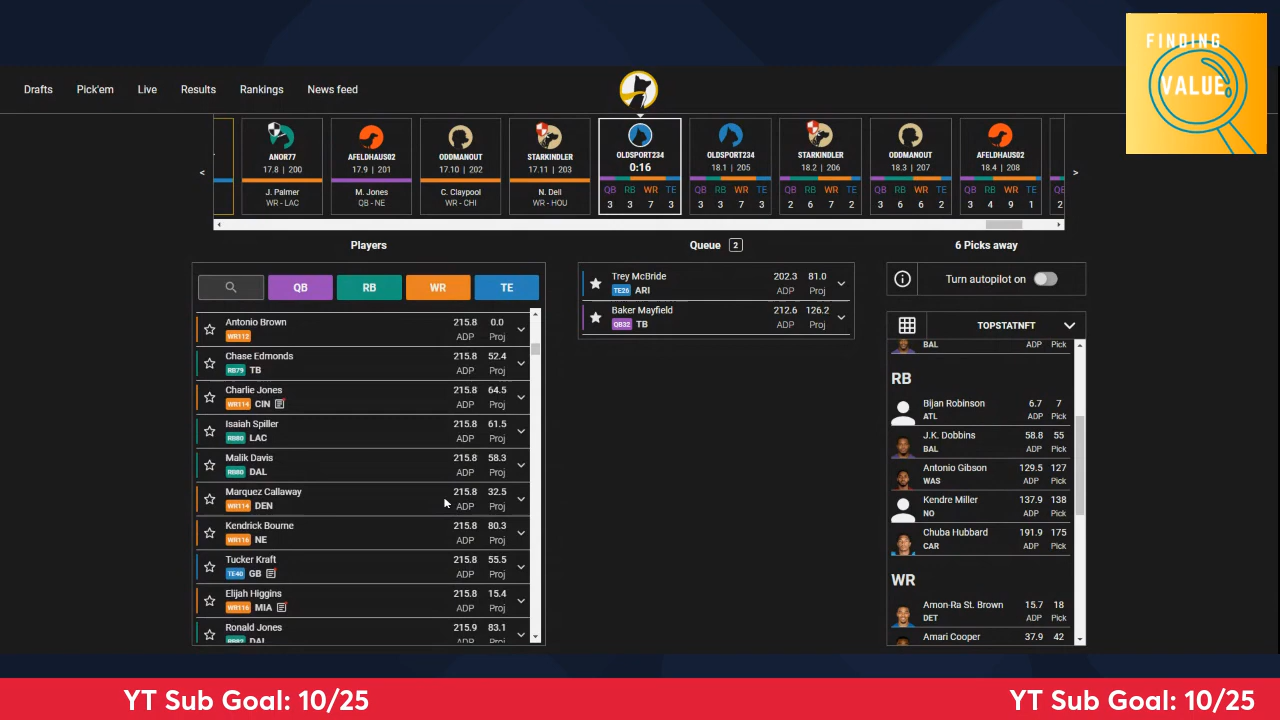 FINDING
VALUE
Drafts Pick'em Live Results Rankings News feed
< ANOR77 AFELDHAUS02 ODDMANOUT STARKINDLER OLDSPORT234 OLDSPORT234 STARKINDLER ODDMANOUT AFELDHAUS02 >
17.8 | 200 17.9 | 201 17.10 | 202 17.11 | 203 0:16 18.1 | 205 18.2 | 206 18.3 | 207 18.4 | 208
J. Palmer M. Jones C. Claypool N. Dell QB RB WR TE QB RB WR TE QB RB WR TE QB RB WR TE QB RB WR TE
WR - LAC QB - NE WR - CHI WR - HOU 3 3 7 3 3 3 7 3 2 6 7 2 3 6 6 2 3 4 9 1 2
Players Queue 2 6 Picks away
QB RB WR TE
Turn autopilot on
TOPSTATNFT
Antonio Brown 215.8 0.0
WR112 ADP Proj
Chase Edmonds 215.8 52.4
RB79 TB ADP Proj
Charlie Jones 215.8 64.5
WR114 CIN ADP Proj
Isaiah Spiller 215.8 61.5
RB80 LAC ADP Proj
Malik Davis 215.8 58.3
RB80 DAL ADP Proj
Marquez Callaway 215.8 32.5
WR114 DEN ADP Proj
Kendrick Bourne 215.8 80.3
WR116 NE ADP Proj
Tucker Kraft 215.8 55.5
TE40 GB ADP Proj
Elijah Higgins 215.8 15.4
WR116 MIA ADP Proj
Ronald Jones 215.9 83.1
RB82 DAL ADP Proj
Trey McBride 202.3 81.0
TE26 ARI ADP Proj
Baker Mayfield 212.6 126.2
QB32 TB ADP Proj
BAL ADP Pick
RB
Bijan Robinson 6.7 7
ATL ADP Pick
J.K. Dobbins 58.8 55
BAL ADP Pick
Antonio Gibson 129.5 127
WAS ADP Pick
Kendre Miller 137.9 138
NO ADP Pick
Chuba Hubbard 191.9 175
CAR ADP Pick
WR
Amon-Ra St. Brown 15.7 18
DET ADP Pick
Amari Cooper 37.9 42
YT Sub Goal: 10/25 YT Sub Goal: 10/25